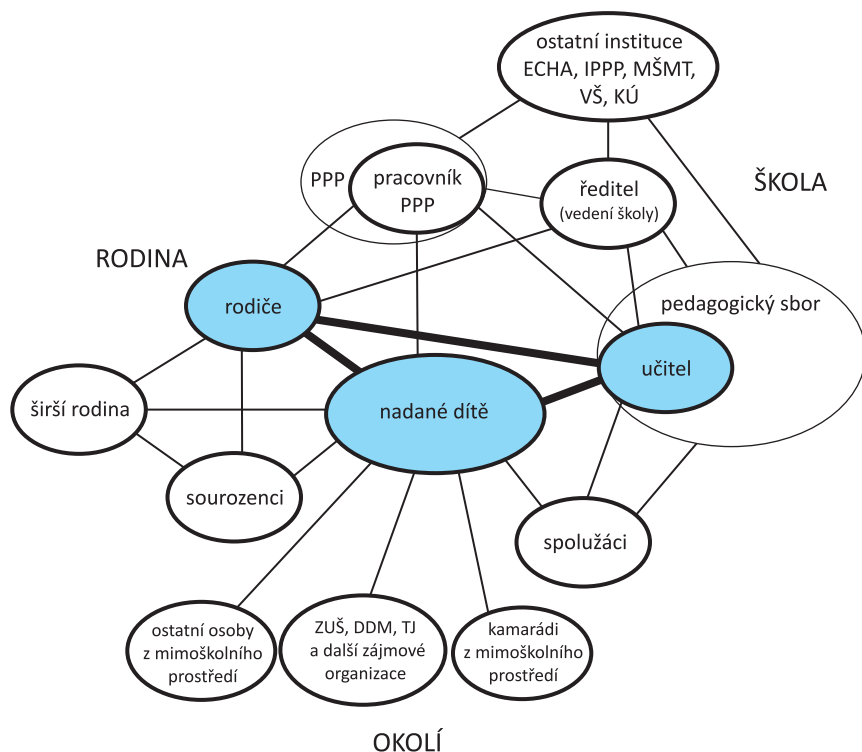 ostatní instituce
ECHA, IPPP, MŠMT,
VŠ, KÚ
PPP
pracovník
PPP
ředitel
(vedení školy)
ŠKOLA
RODINA
rodiče
pedagogický sbor
učitel
nadané dítě
širší rodina
sourozenci
spolužáci
ostatní osoby
z mimoškolního
prostředí
ZUŠ, DDM, TJ
a další zájmové
organizace
kamarádi
z mimoškolního
prostředí
OKOLÍ